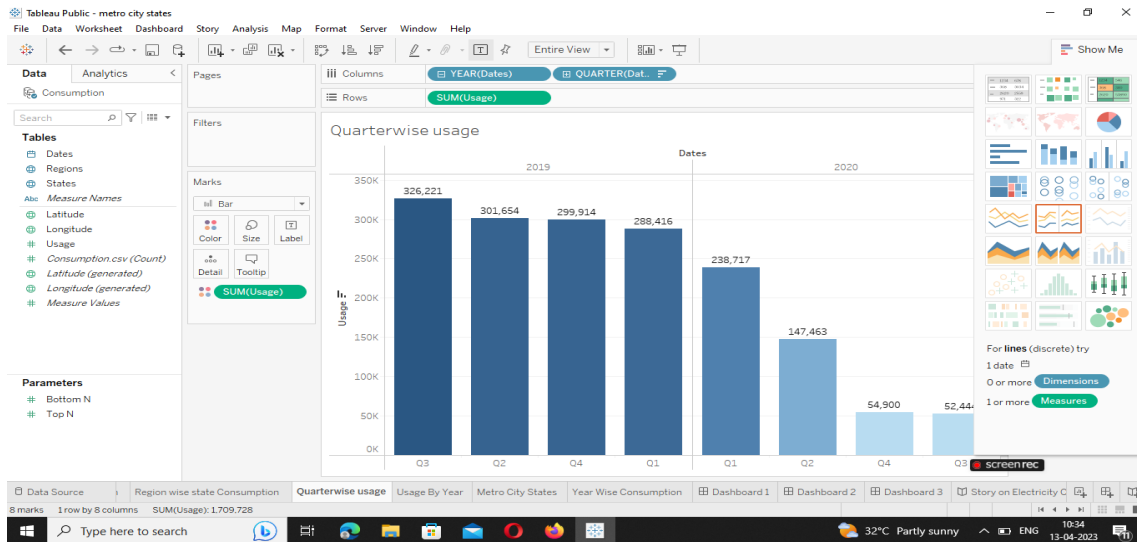 Tableau Public - metro city states
File Data Worksheet Dashboard Story Analysis Map Format Server Window Help
Entire View
Show Me
Data Analytics
Consumption
Search
Tables
Dates
Regions
States
Abc Measure Names
Latitude
Longitude
# Usage
# Consumption.csv (Count)
Latitude (generated)
Longitude (generated)
# Measure Values
Parameters
# Bottom N
# Top N
Pages
Filters
Marks
Bar
Color Size Label
Detail Tooltip
SUM(Usage)
Columns YEAR(Dates) QUARTER(Dat..
Rows SUM(Usage)
Quarterwise usage
Dates
2019 2020
Usage
350K
300K
250K
200K
150K
100K
50K
0K
326,221
301,654
299,914
288,416
238,717
147,463
54,900
52,444
Q3 Q2 Q4 Q1 Q1 Q2 Q4 Q3
For lines (discrete) try
1 date
0 or more Dimensions
1 or more Measures
screenrec
Data Source Region wise state Consumption Quarterwise usage Usage By Year Metro City States Year Wise Consumption Dashboard 1 Dashboard 2 Dashboard 3 Story on Electricity C
8 marks 1 row by 8 columns SUM(Usage): 1,709,728
Type here to search
32°C Partly sunny
ENG
10:34
13-04-2023